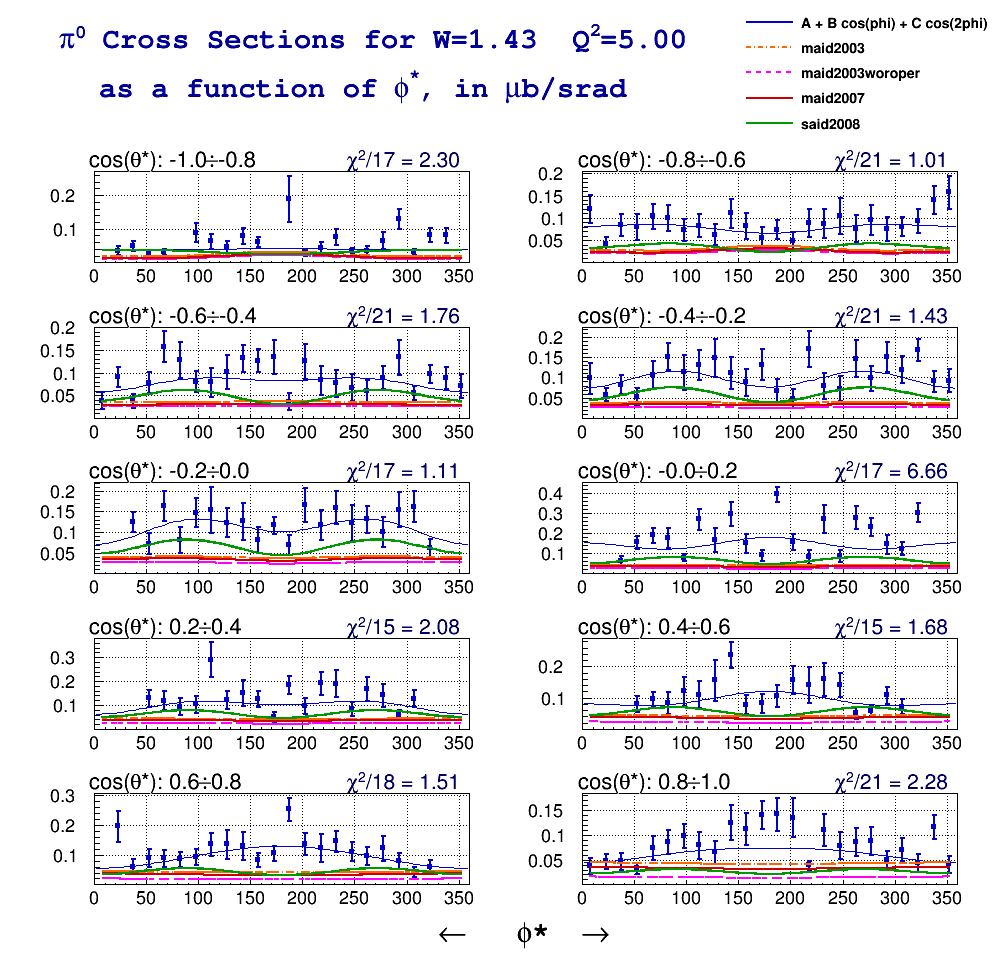 π⁰ Cross Sections for W=1.43 Q²=5.00
as a function of ϕ*, in μb/srad
A + B cos(phi) + C cos(2phi)
maid2003
maid2003woroper
maid2007
said2008
cos(θ*): -1.0÷-0.8 χ²/17 = 2.30
0.2
0.1
0 50 100 150 200 250 300 350
cos(θ*): -0.8÷-0.6 χ²/21 = 1.01
0.2
0.15
0.1
0.05
0 50 100 150 200 250 300 350
cos(θ*): -0.6÷-0.4 χ²/21 = 1.76
0.2
0.15
0.1
0.05
0 50 100 150 200 250 300 350
cos(θ*): -0.4÷-0.2 χ²/21 = 1.43
0.2
0.15
0.1
0.05
0 50 100 150 200 250 300 350
cos(θ*): -0.2÷0.0 χ²/17 = 1.11
0.2
0.15
0.1
0.05
0 50 100 150 200 250 300 350
cos(θ*): -0.0÷0.2 χ²/17 = 6.66
0.4
0.3
0.2
0.1
0 50 100 150 200 250 300 350
cos(θ*): 0.2÷0.4 χ²/15 = 2.08
0.3
0.2
0.1
0 50 100 150 200 250 300 350
cos(θ*): 0.4÷0.6 χ²/15 = 1.68
0.2
0.1
0 50 100 150 200 250 300 350
cos(θ*): 0.6÷0.8 χ²/18 = 1.51
0.3
0.2
0.1
0 50 100 150 200 250 300 350
cos(θ*): 0.8÷1.0 χ²/21 = 2.28
0.15
0.1
0.05
0 50 100 150 200 250 300 350
← ϕ* →